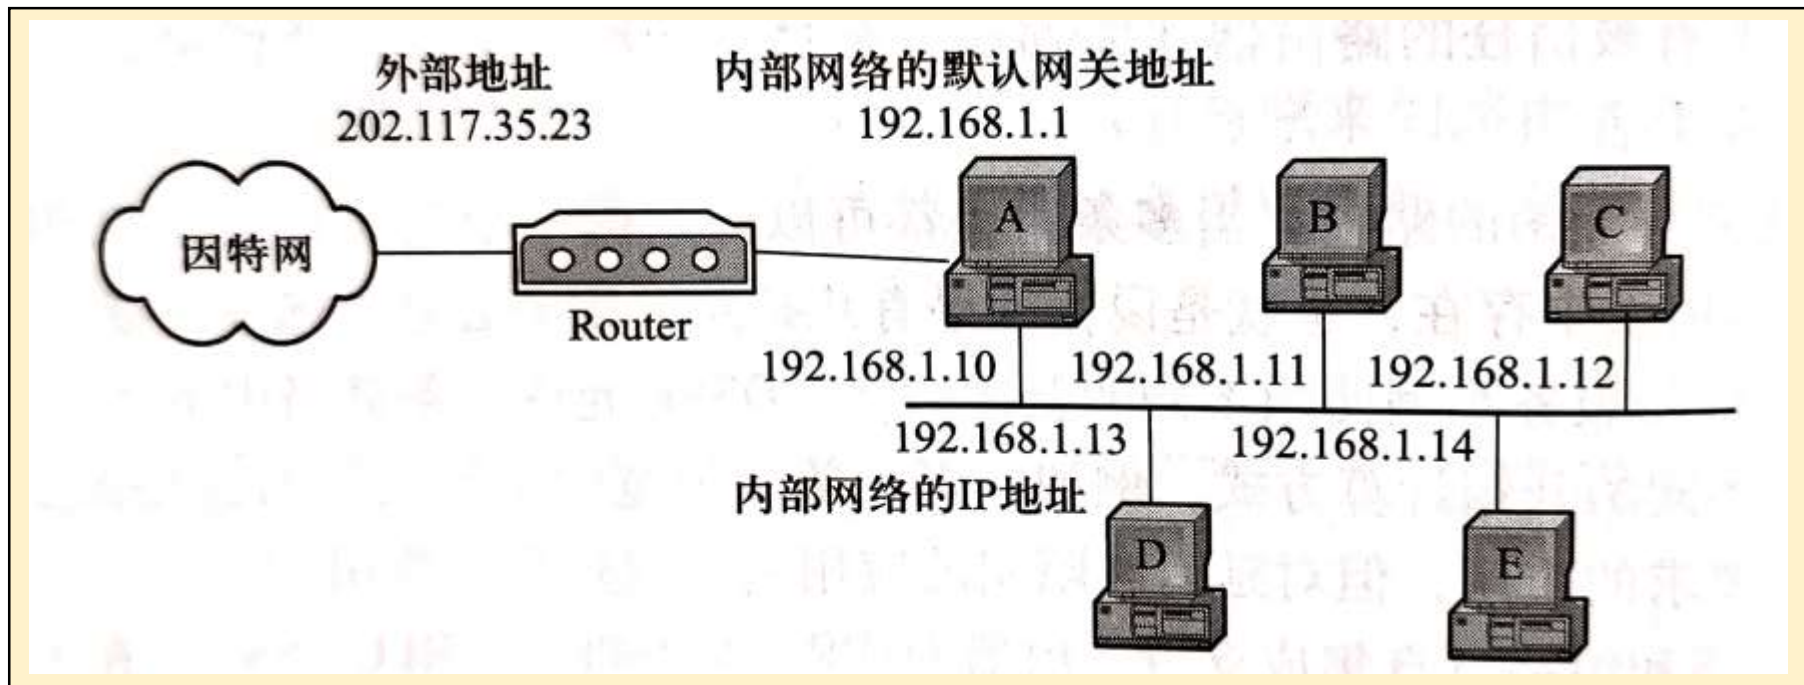 外部地址
202.117.35.23
内部网络的默认网关地址
192.168.1.1
因特网
Router
A
B
C
192.168.1.10
192.168.1.11
192.168.1.12
192.168.1.13
192.168.1.14
内部网络的IP地址
D
E